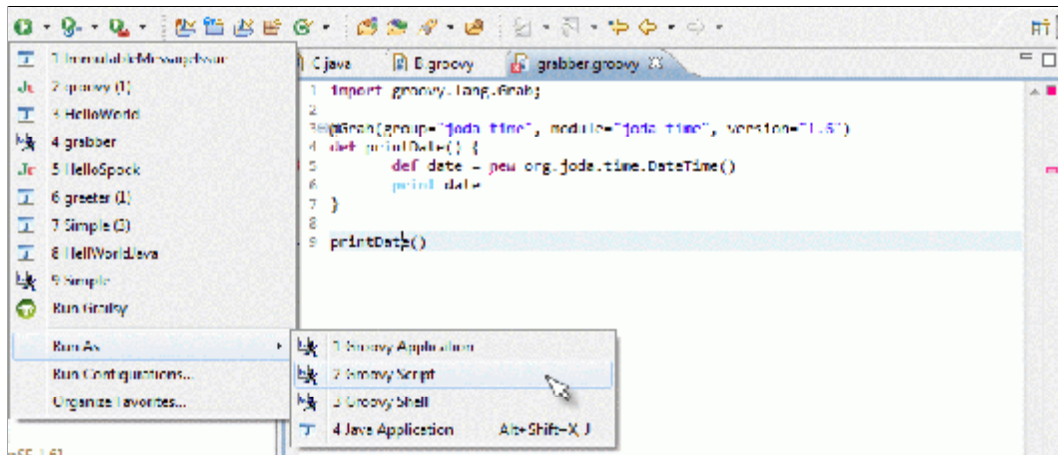 1 ImmutableMessageIssue
2 groovy (1)
3 HelloWorld
4 grabber
5 HelloSpock
6 greeter (1)
7 Simple (3)
8 HellWorldJava
9 Simple
Run Grailsy
Run As
Run Configurations...
Organize Favorites...
1 Groovy Application
2 Groovy Script
3 Groovy Shell
4 Java Application Alt+Shift+X, J
C.java B.groovy grabber.groovy
1 import groovy.lang.Grab;
2
3 @Grab(group="joda-time", module="joda-time", version="1.6")
4 def printDate() {
5 def date = new org.joda.time.DateTime()
6 print date
7 }
8
9 printDate()